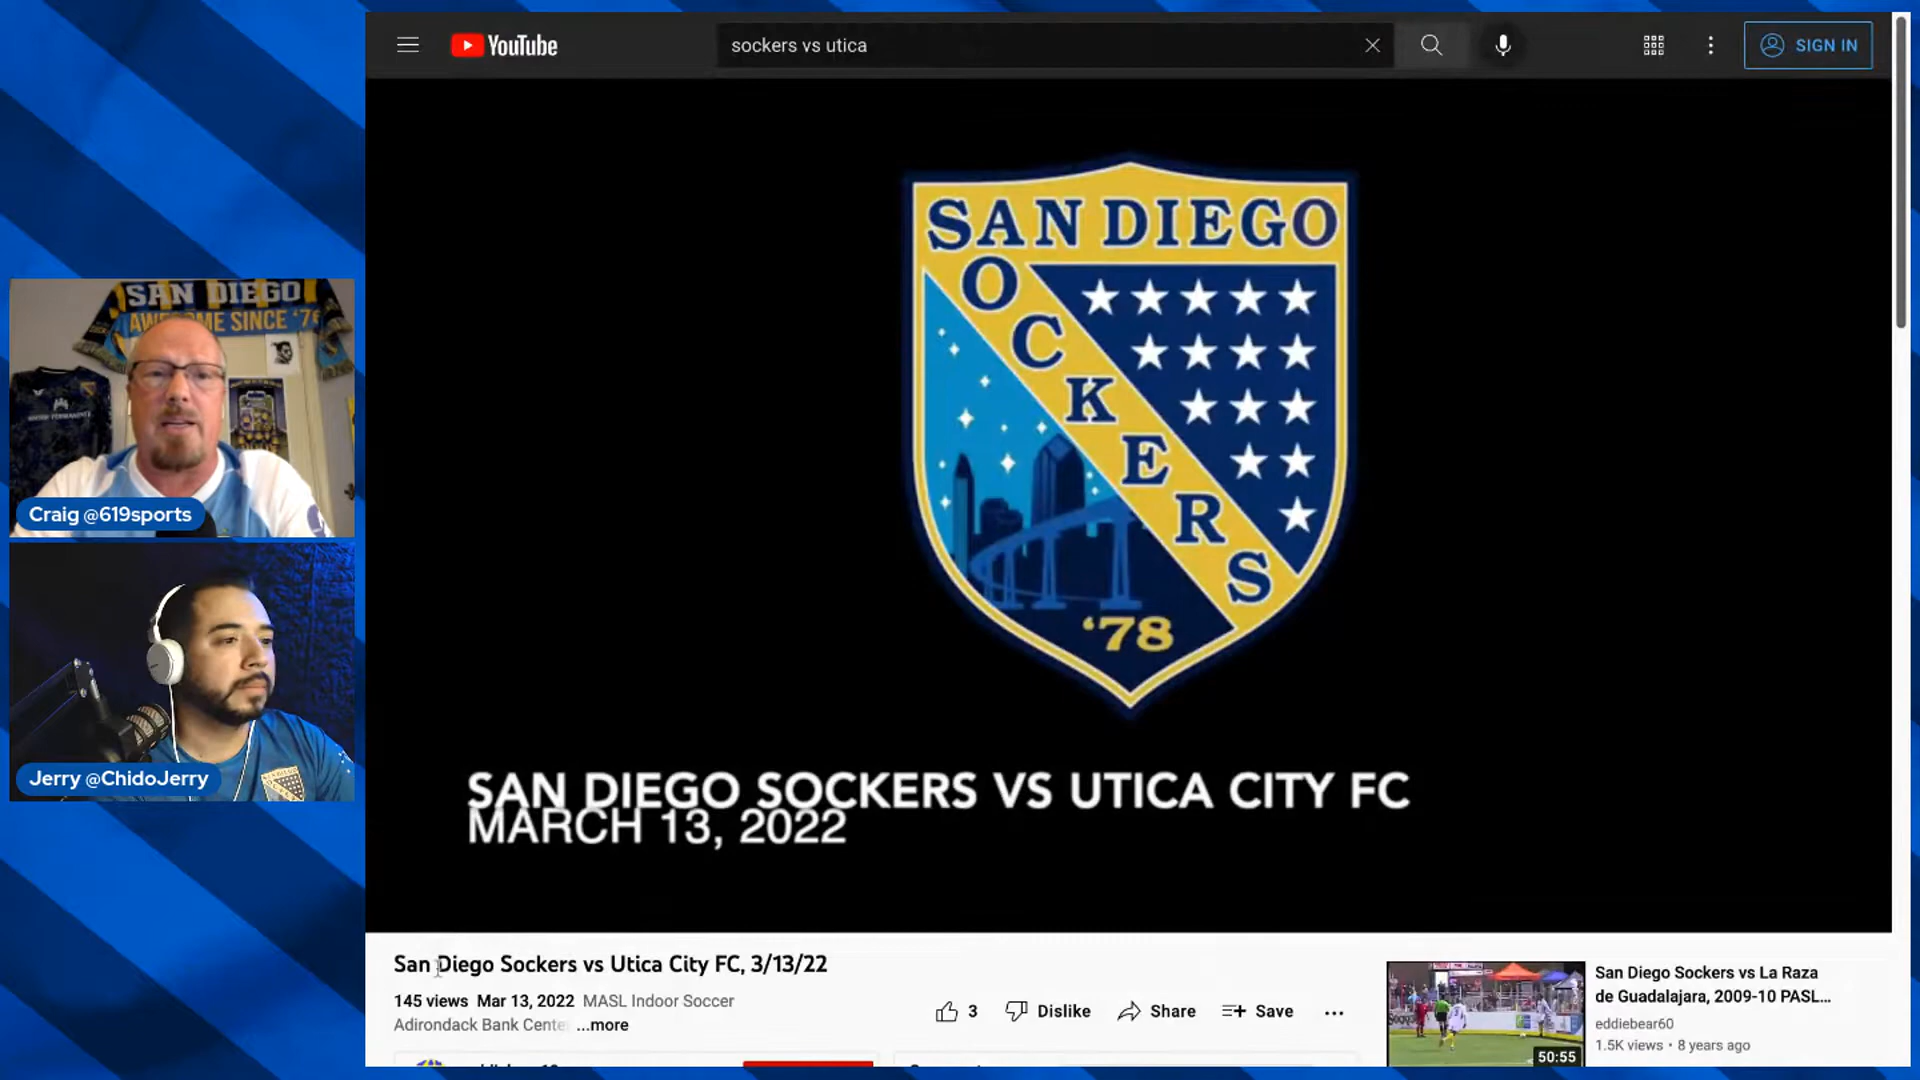 YouTube
sockers vs utica
SIGN IN
SAN DIEGO
SOCKERS
'78
SAN DIEGO SOCKERS VS UTICA CITY FC
MARCH 13, 2022
SAN DIEGO
AWESOME SINCE '78
Craig @619sports
Jerry @ChidoJerry
San Diego Sockers vs Utica City FC, 3/13/22
145 views Mar 13, 2022 MASL Indoor Soccer
Adirondack Bank Cente ...more
3
Dislike
Share
Save
San Diego Sockers vs La Raza
de Guadalajara, 2009-10 PASL...
eddiebear60
1.5K views • 8 years ago
50:55